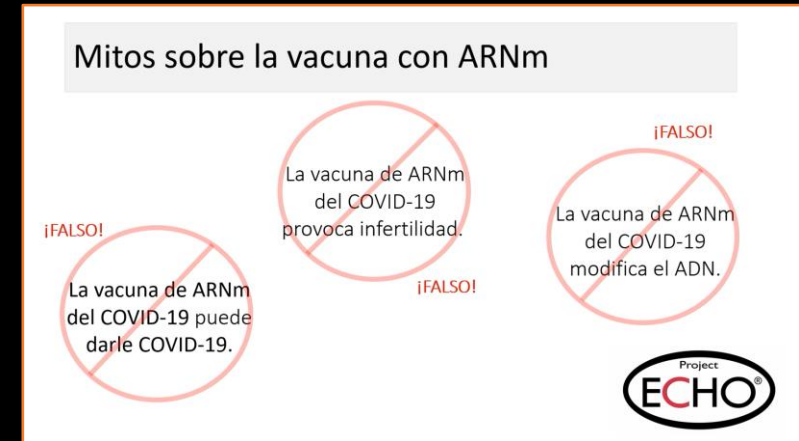 Mitos sobre la vacuna con ARNm
¡FALSO!
La vacuna de ARNm
del COVID-19 puede
darle COVID-19.
La vacuna de ARNm
del COVID-19
provoca infertilidad.
¡FALSO!
¡FALSO!
La vacuna de ARNm
del COVID-19
modifica el ADN.
Project
ECHO®